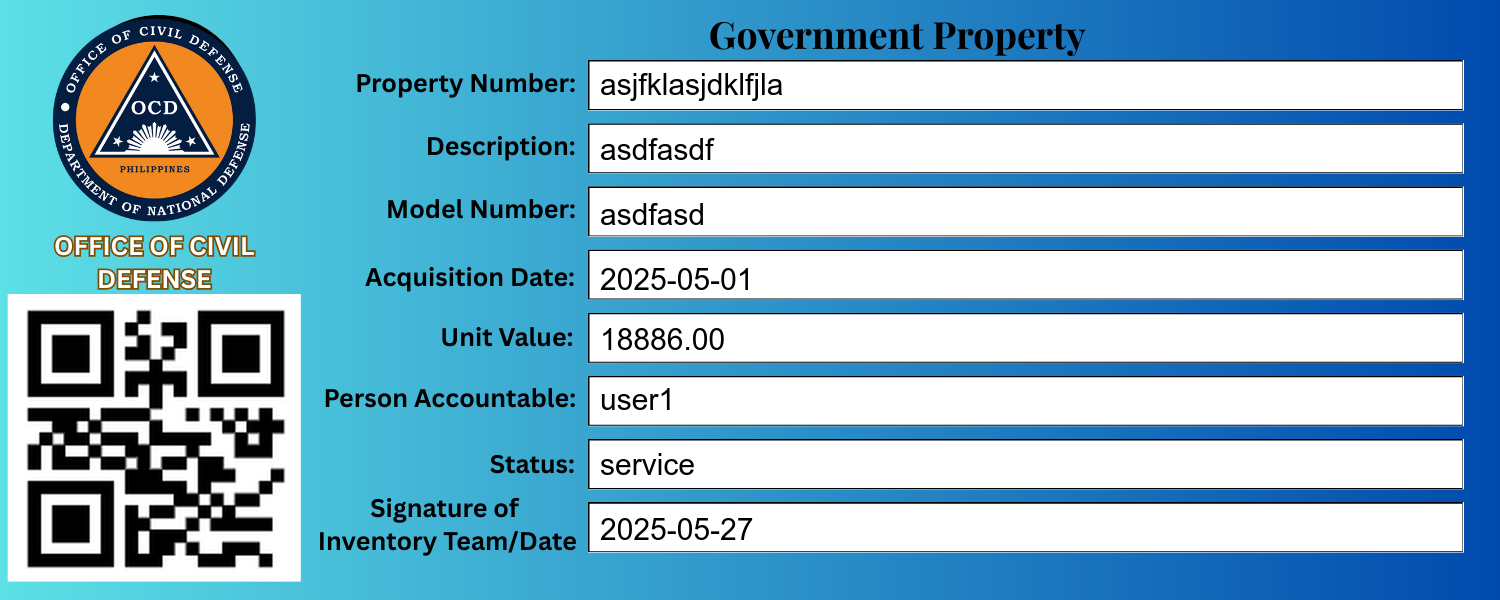 OFFICE OF CIVIL DEFENSE
OCD
PHILIPPINES
DEPARTMENT OF NATIONAL DEFENSE
OFFICE OF CIVIL
DEFENSE
Government Property
Property Number: asjfklasjdklfjla
Description: asdfasdf
Model Number: asdfasd
Acquisition Date: 2025-05-01
Unit Value: 18886.00
Person Accountable: user1
Status: service
Signature of
Inventory Team/Date 2025-05-27